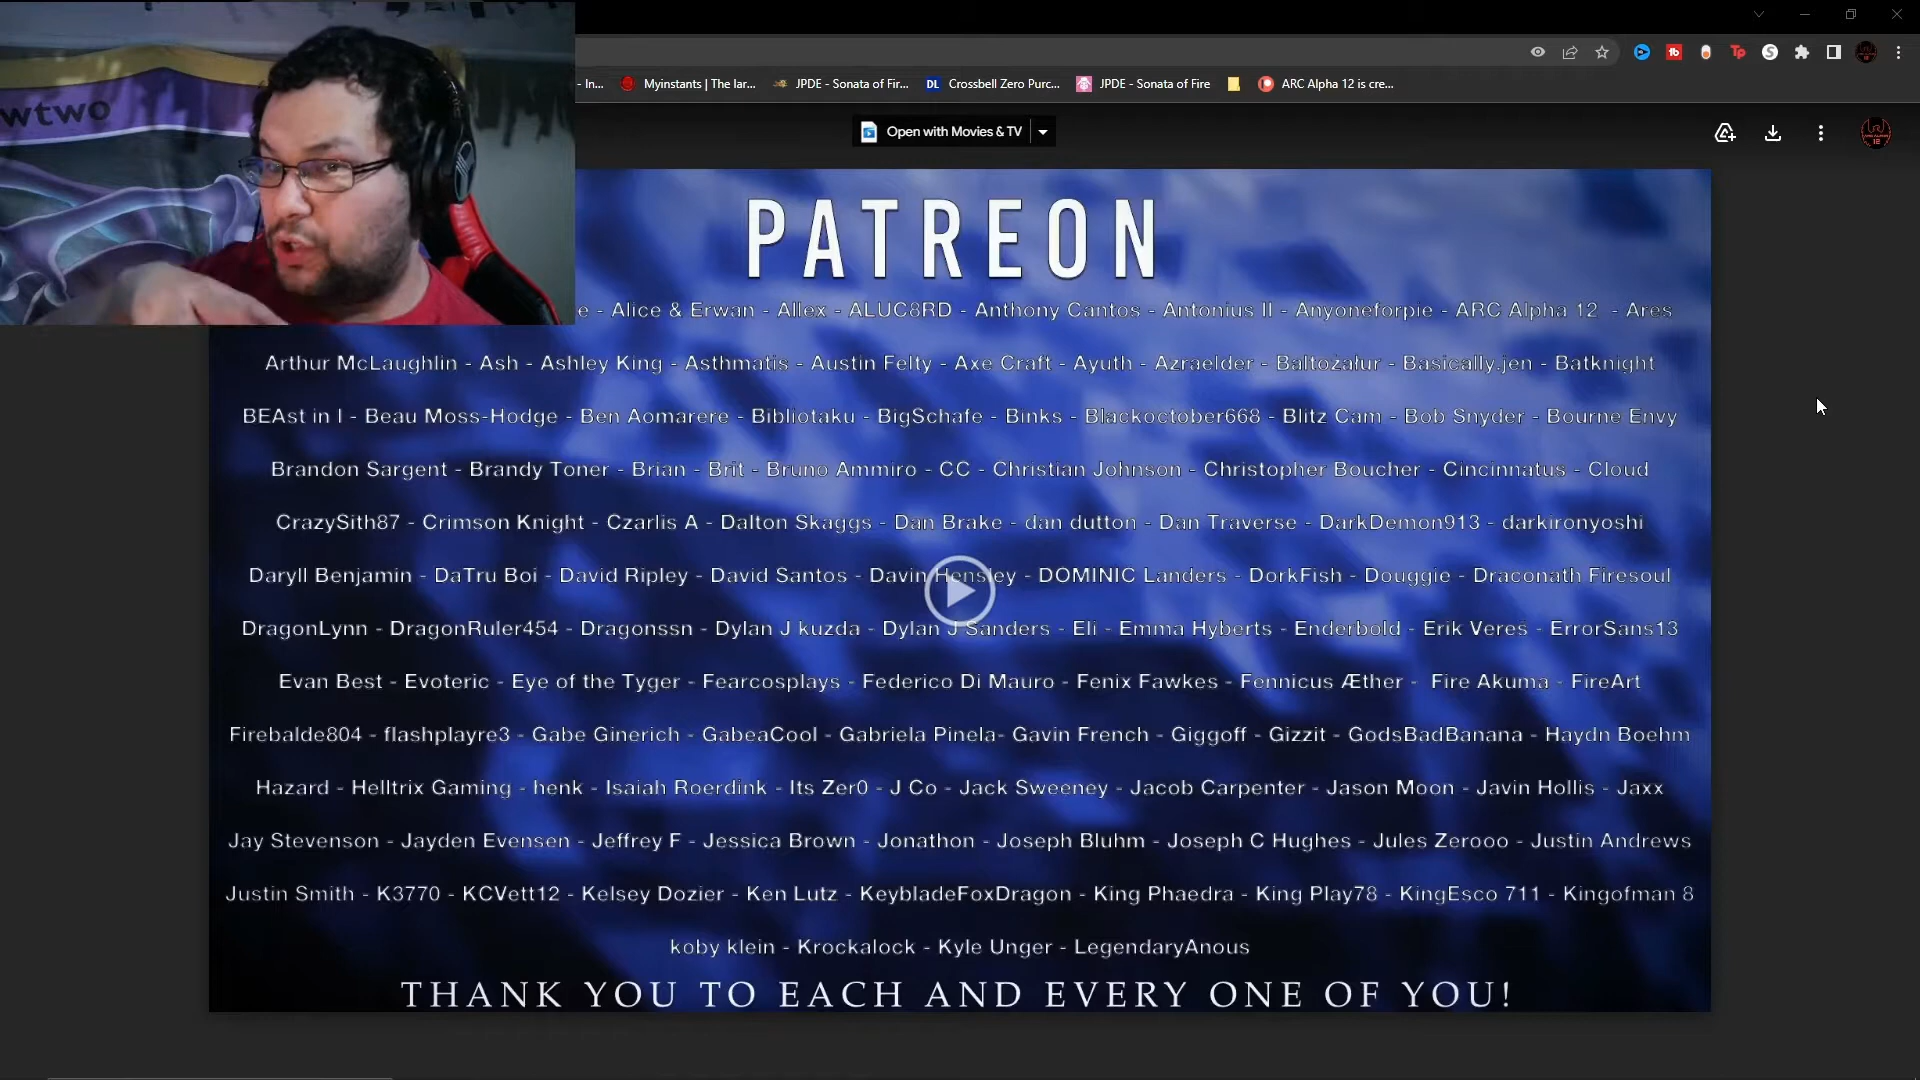 wtwo
- In...
Myinstants | The lar...
JPDE - Sonata of Fir...
DL Crossbell Zero Purc...
JPDE - Sonata of Fire
ARC Alpha 12 is cre...
Open with Movies & TV
PATREON
e - Alice & Erwan - Allex - ALUC8RD - Anthony Cantos - Antonius II - Anyoneforpie - ARC Alpha 12 - Ares
Arthur McLaughlin - Ash - Ashley King - Asthmatis - Austin Felty - Axe Craft - Ayuth - Azraelder - Baltożałur - Basically.jen - Batknight
BEAst in I - Beau Moss-Hodge - Ben Aomarere - Bibliotaku - BigSchafe - Binks - Blackoctober668 - Blitz Cam - Bob Snyder - Bourne Envy
Brandon Sargent - Brandy Toner - Brian - Brit - Bruno Ammiro - CC - Christian Johnson - Christopher Boucher - Cincinnatus - Cloud
CrazySith87 - Crimson Knight - Czarlis A - Dalton Skaggs - Dan Brake - dan dutton - Dan Traverse - DarkDemon913 - darkironyoshi
Daryll Benjamin - DaTru Boi - David Ripley - David Santos - Davin Hensley - DOMINIC Landers - DorkFish - Douggie - Draconath Firesoul
DragonLynn - DragonRuler454 - Dragonssn - Dylan J kuzda - Dylan J Sanders - Eli - Emma Hyberts - Enderbold - Erik Veres - ErrorSans13
Evan Best - Evoteric - Eye of the Tyger - Fearcosplays - Federico Di Mauro - Fenix Fawkes - Fennicus Æther - Fire Akuma - FireArt
Firebalde804 - flashplayre3 - Gabe Ginerich - GabeaCool - Gabriela Pinela- Gavin French - Giggoff - Gizzit - GodsBadBanana - Haydn Boehm
Hazard - Helltrix Gaming - henk - Isaiah Roerdink - Its Zer0 - J Co - Jack Sweeney - Jacob Carpenter - Jason Moon - Javin Hollis - Jaxx
Jay Stevenson - Jayden Evensen - Jeffrey F - Jessica Brown - Jonathon - Joseph Bluhm - Joseph C Hughes - Jules Zerooo - Justin Andrews
Justin Smith - K3770 - KCVett12 - Kelsey Dozier - Ken Lutz - KeybladeFoxDragon - King Phaedra - King Play78 - KingEsco 711 - Kingofman 8
koby klein - Krockalock - Kyle Unger - LegendaryAnous
THANK YOU TO EACH AND EVERY ONE OF YOU!